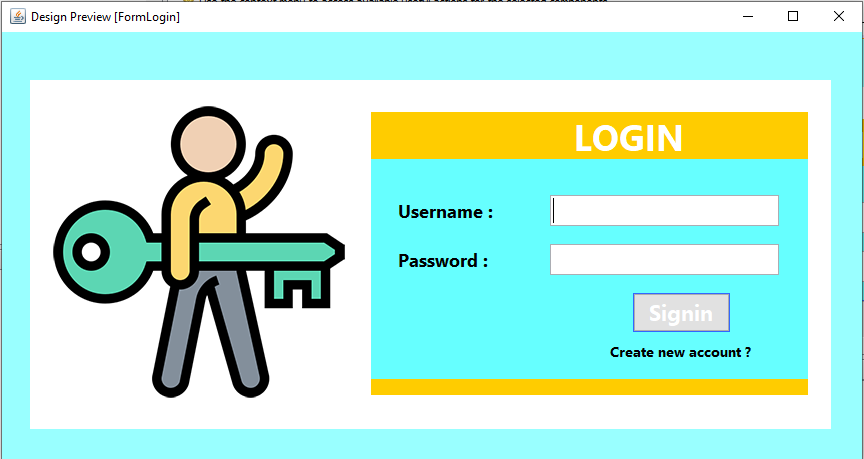 Design Preview [FormLogin]
LOGIN
Username :
Password :
Signin
Create new account ?